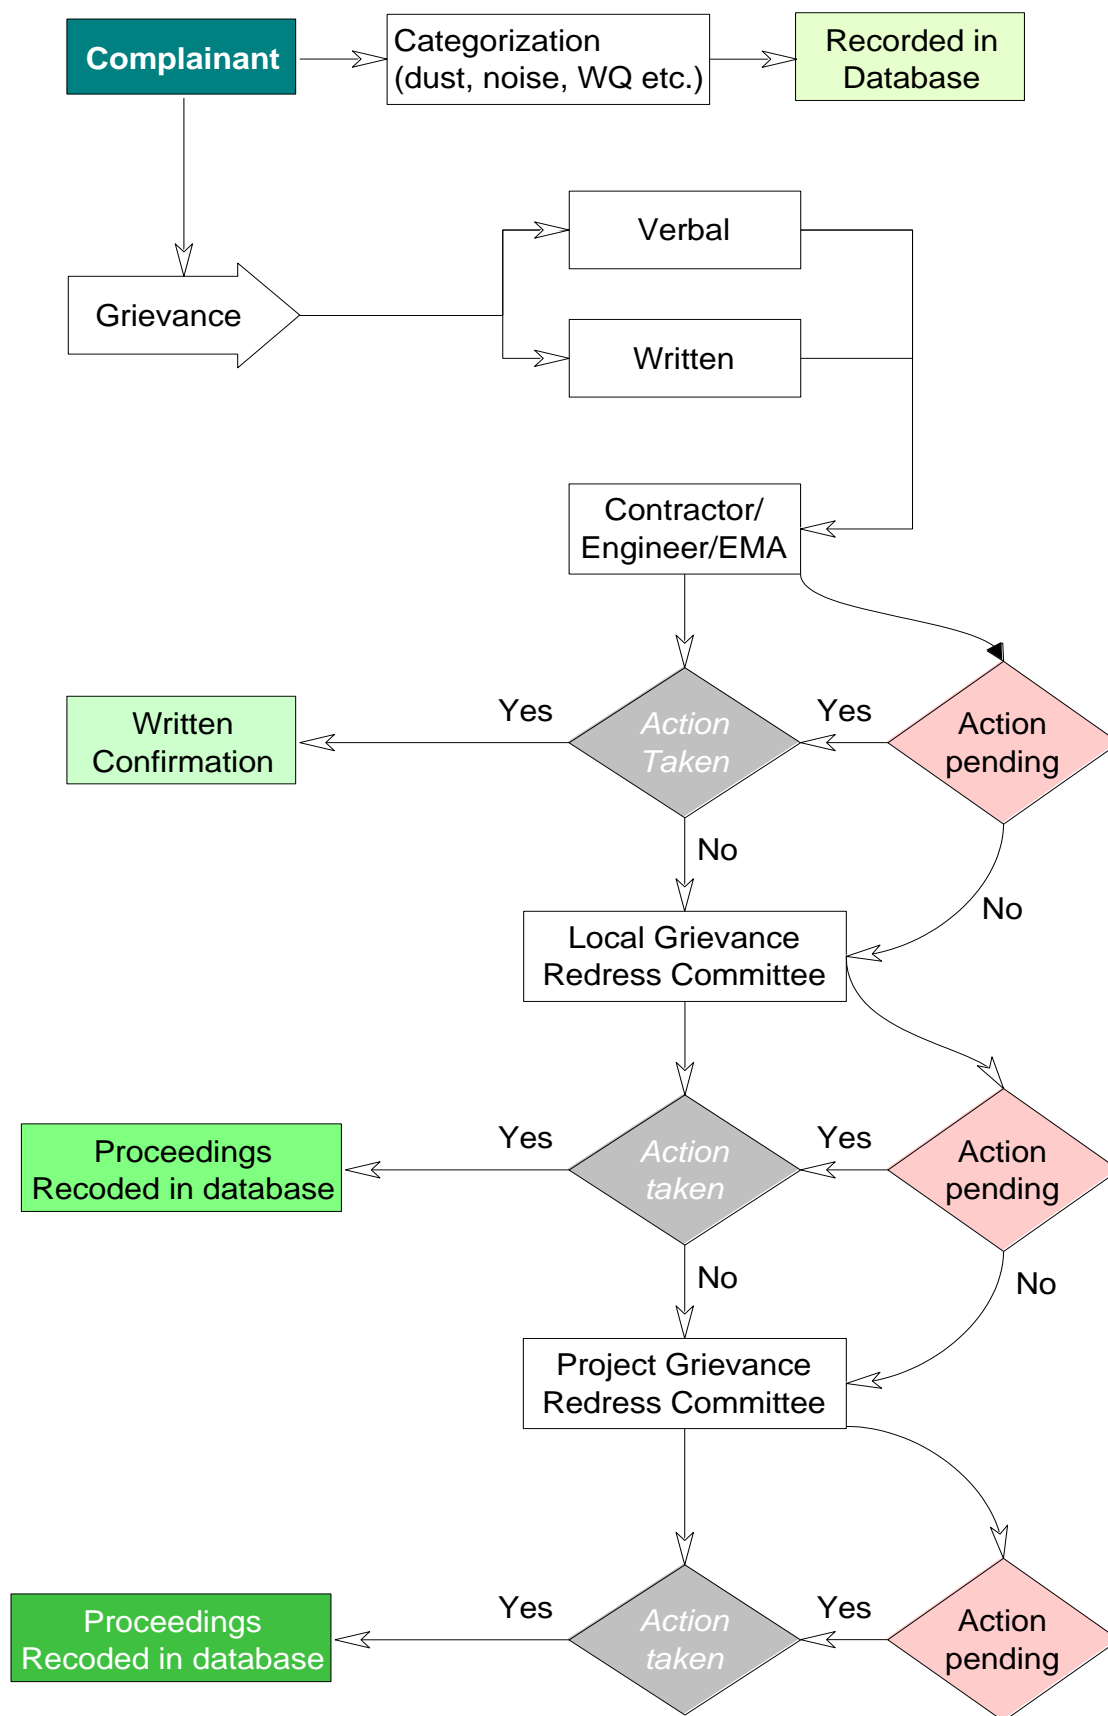 Complainant
Categorization
(dust, noise, WQ etc.)
Recorded in
Database
Verbal
Grievance
Written
Contractor/
Engineer/EMA
Written
Confirmation
Yes
Action
Taken
Yes
Action
pending
No
No
Local Grievance
Redress Committee
Proceedings
Recoded in database
Yes
Action
taken
Yes
Action
pending
No
No
Project Grievance
Redress Committee
Proceedings
Recoded in database
Yes
Action
taken
Yes
Action
pending